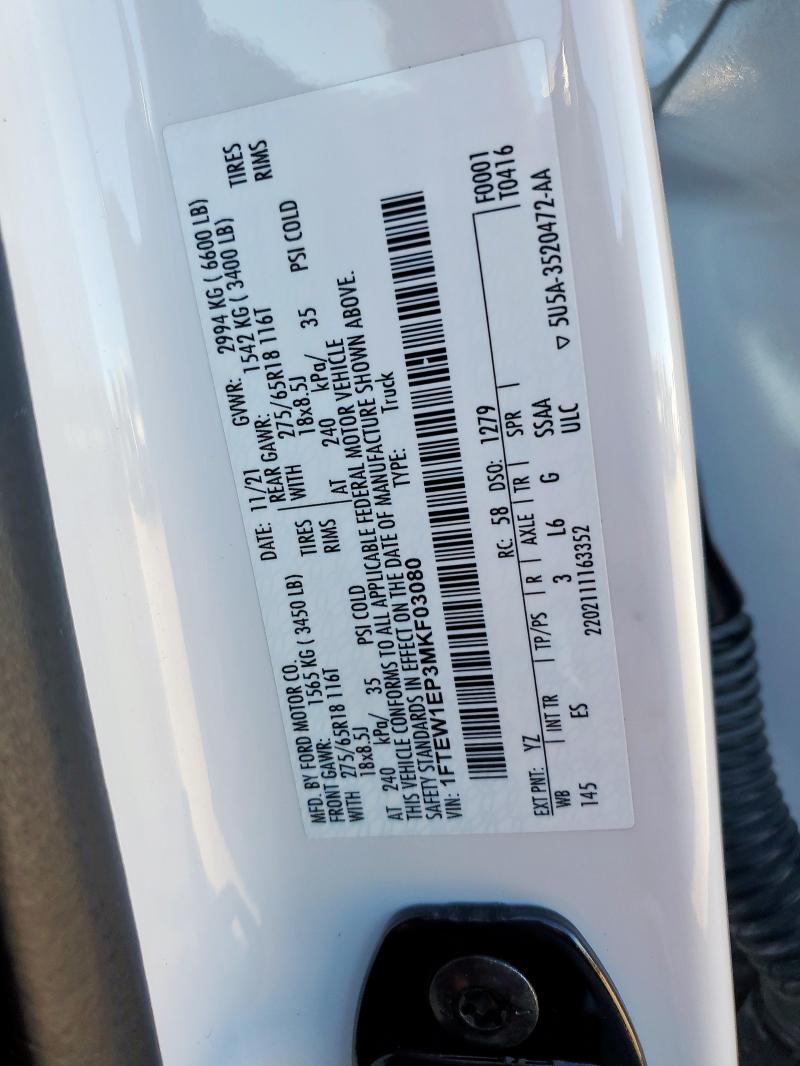 MFD. BY FORD MOTOR CO.
DATE: 11/21 GVWR: 2994 KG ( 6600 LB)
FRONT GAWR: 1565 KG ( 3450 LB) REAR GAWR: 1542 KG ( 3400 LB)
WITH 275/65R18 116T TIRES WITH 275/65R18 116T TIRES
18x8.5J RIMS 18x8.5J RIMS
AT 240 kPa/ 35 PSI COLD AT 240 kPa/ 35 PSI COLD
THIS VEHICLE CONFORMS TO ALL APPLICABLE FEDERAL MOTOR VEHICLE
SAFETY STANDARDS IN EFFECT ON THE DATE OF MANUFACTURE SHOWN ABOVE.
VIN: 1FTEW1EP3MKF03080 TYPE: Truck
F0001
EXT PNT: YZ RC: 58 DSO: 1279 T0416
WB INT TR TP/PS R AXLE TR SPR
145 ES 3 L6 G SSAA
2202111163352 ULC ▽ 5U5A-3520472-AA